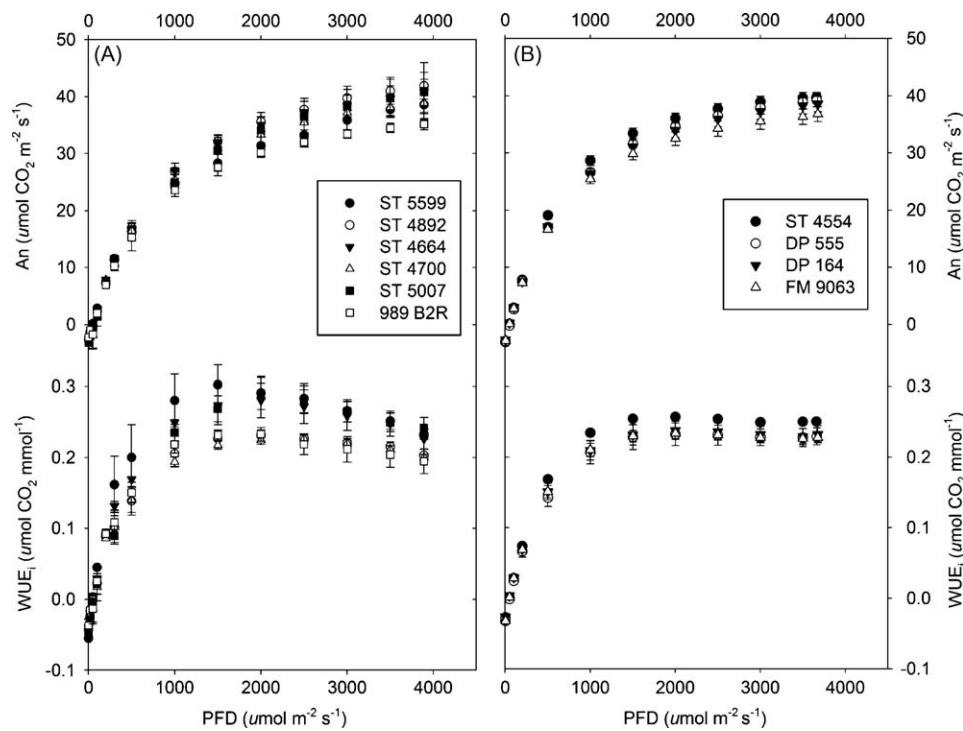 0 1000 2000 3000 4000
0 1000 2000 3000 4000
(A)
(B)
50
40
30
20
10
0
An (umol CO₂ m⁻² s⁻¹)
ST 5599
ST 4892
ST 4664
ST 4700
ST 5007
989 B2R
ST 4554
DP 555
DP 164
FM 9063
50
40
30
20
10
0
An (umol CO₂ m⁻² s⁻¹)
0.3
0.2
0.1
0.0
-0.1
WUEᵢ (umol CO₂ mmol⁻¹)
0.3
0.2
0.1
0.0
-0.1
WUEᵢ (umol CO₂ mmol⁻¹)
0 1000 2000 3000 4000
0 1000 2000 3000 4000
PFD (umol m⁻² s⁻¹)
PFD (umol m⁻² s⁻¹)